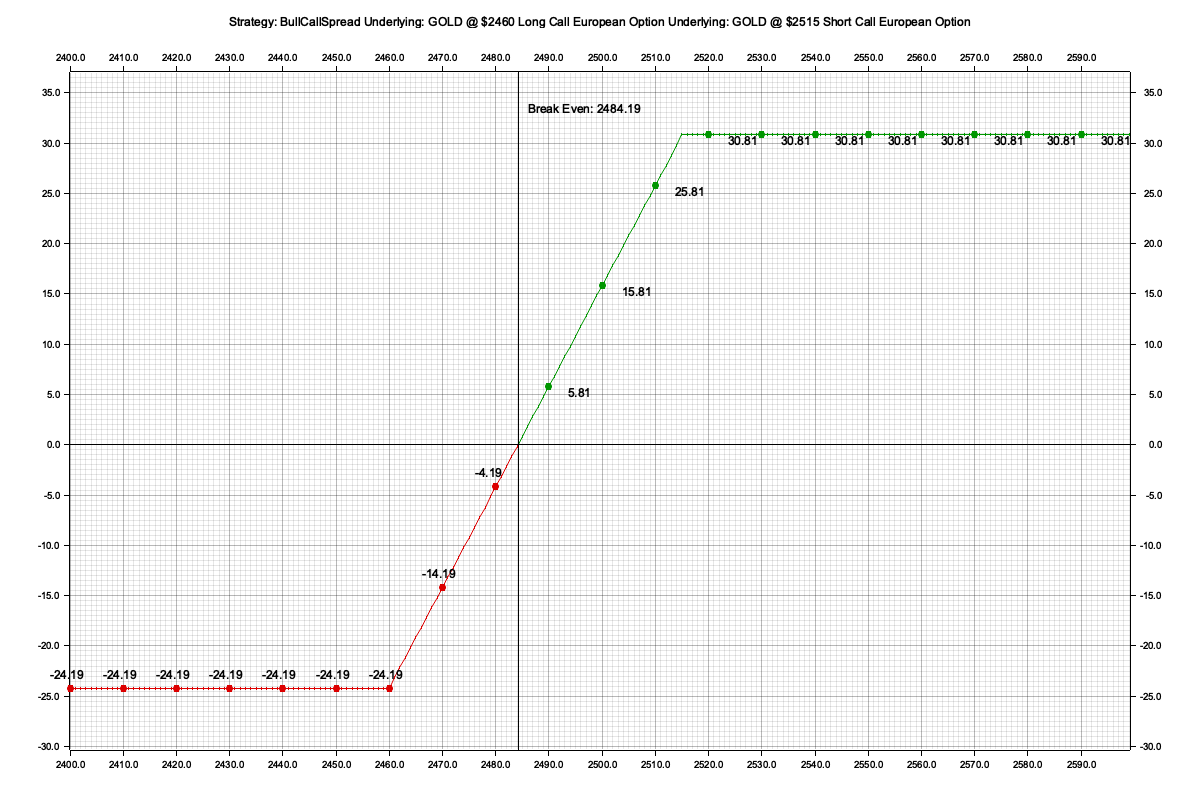 Strategy: BullCallSpread Underlying: GOLD @ $2460 Long Call European Option Underlying: GOLD @ $2515 Short Call European Option
2400.0 2410.0 2420.0 2430.0 2440.0 2450.0 2460.0 2470.0 2480.0 2490.0 2500.0 2510.0 2520.0 2530.0 2540.0 2550.0 2560.0 2570.0 2580.0 2590.0
35.0 35.0
Break Even: 2484.19
30.0 30.81 30.81 30.81 30.81 30.81 30.81 30.81 30.81 30.0
25.0 25.81 25.0
20.0 20.0
15.0 15.81 15.0
10.0 10.0
5.0 5.81 5.0
0.0 0.0
-4.19
-5.0 -5.0
-10.0 -10.0
-14.19
-15.0 -15.0
-20.0 -20.0
-24.19 -24.19 -24.19 -24.19 -24.19 -24.19 -24.19
-25.0 -25.0
-30.0 -30.0
2400.0 2410.0 2420.0 2430.0 2440.0 2450.0 2460.0 2470.0 2480.0 2490.0 2500.0 2510.0 2520.0 2530.0 2540.0 2550.0 2560.0 2570.0 2580.0 2590.0